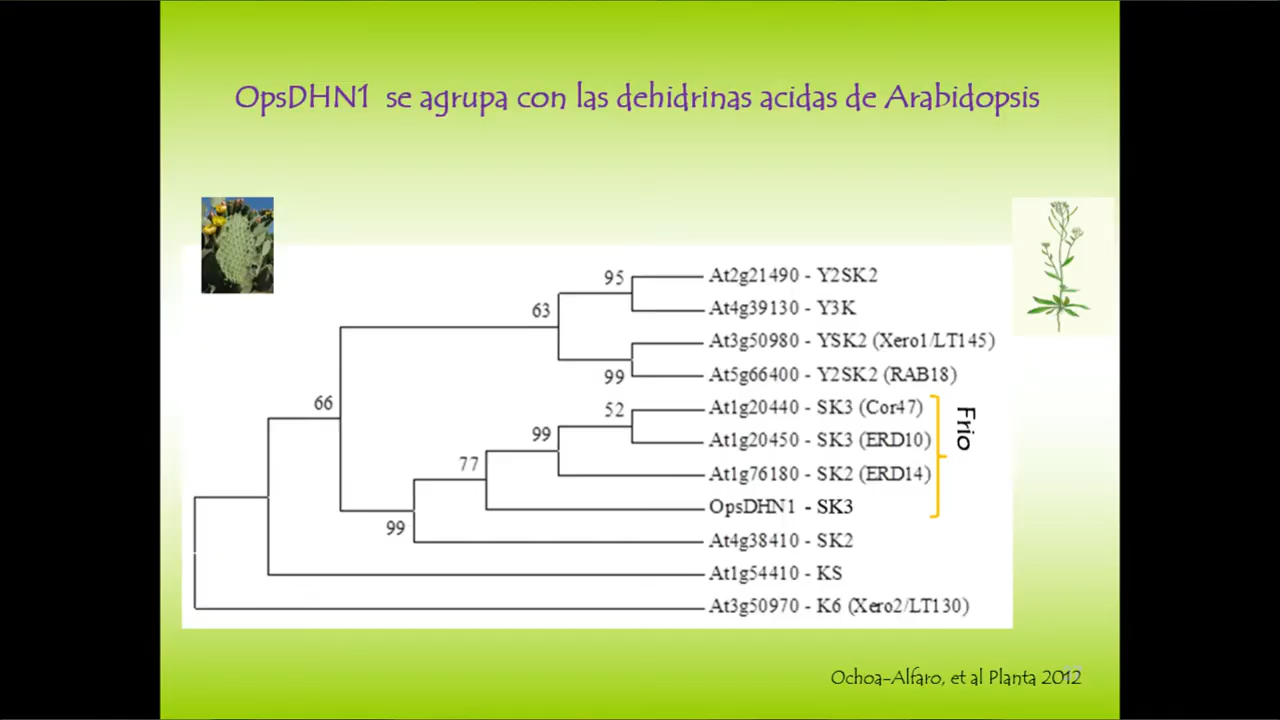 OpsDHN1 se agrupa con las dehidrinas acidas de Arabidopsis
95
63
99
66
52
99
77
99
At2g21490 - Y2SK2
At4g39130 - Y3K
At3g50980 - YSK2 (Xero1/LT145)
At5g66400 - Y2SK2 (RAB18)
At1g20440 - SK3 (Cor47)
At1g20450 - SK3 (ERD10)
At1g76180 - SK2 (ERD14)
OpsDHN1 - SK3
At4g38410 - SK2
At1g54410 - KS
At3g50970 - K6 (Xero2/LT130)
Frio
Ochoa-Alfaro, et al Planta 2012